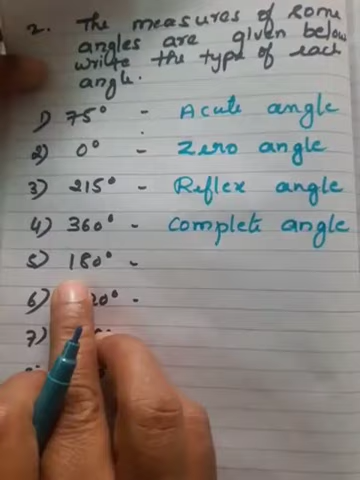 2. The measures of some
angles are given below
write the type of each
angle.
1) 75° - Acute angle
2) 0° - Zero angle
3) 215° - Reflex angle
4) 360° - Complete angle
5) 180° -
6) 20° -
7)